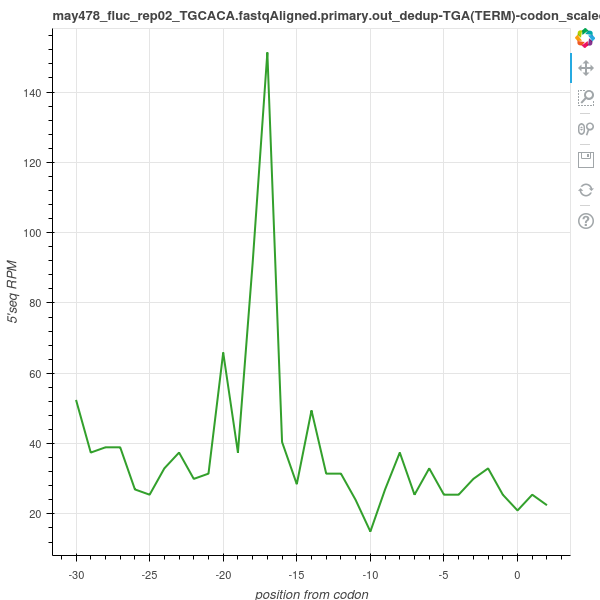 may478_fluc_rep02_TGCACA.fastqAligned.primary.out_dedup-TGA(TERM)-codon_scale
140
120
100
80
60
40
20
5'seq RPM
-30 -25 -20 -15 -10 -5 0
position from codon